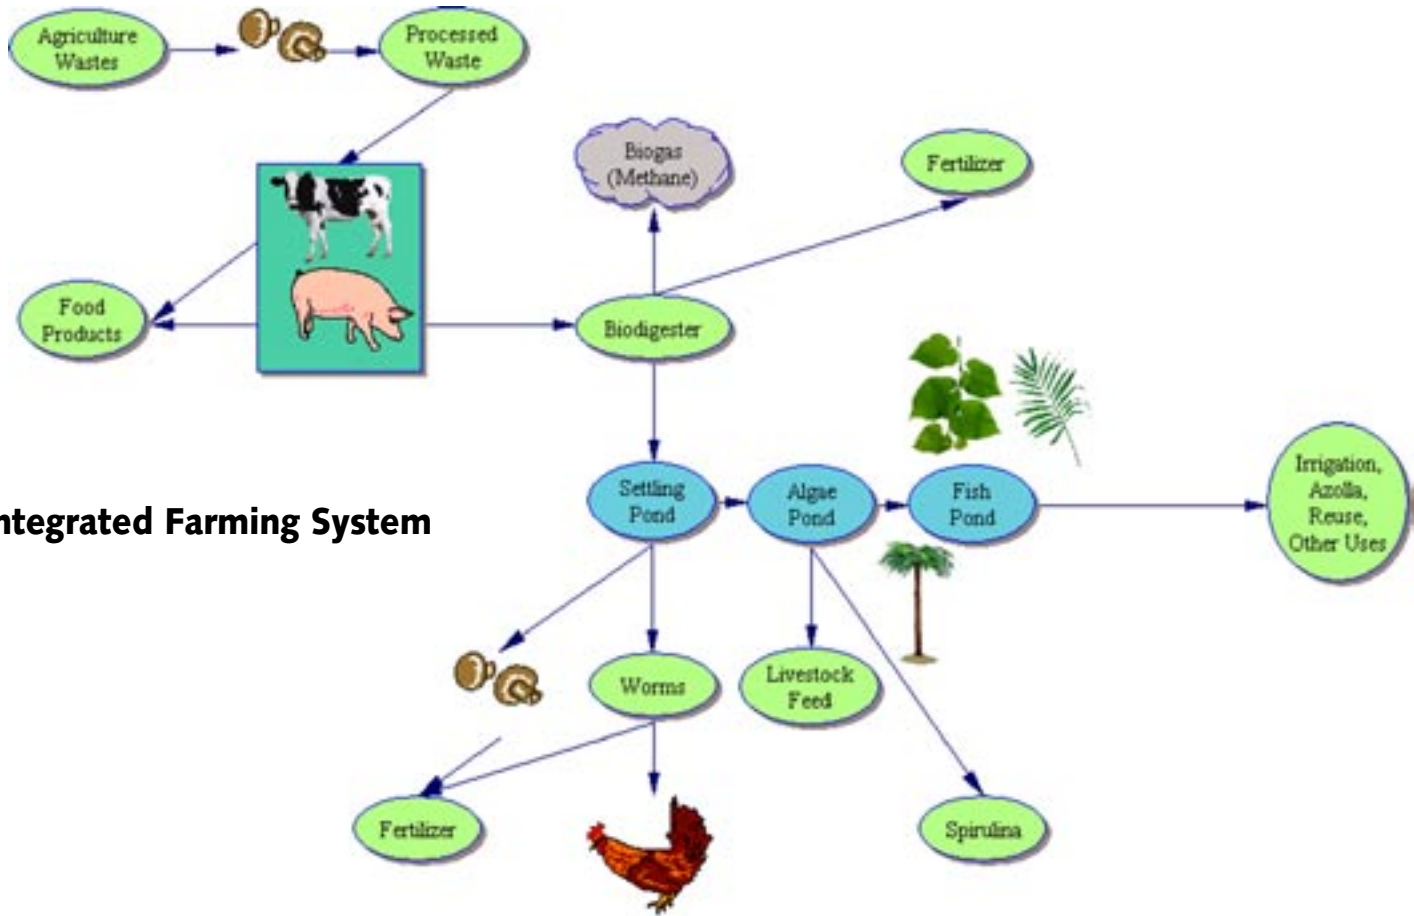 Agriculture
Wastes
Processed
Waste
Biogas
(Methane)
Fertilizer
Food
Products
Biodigester
Settling
Pond
Algae
Pond
Fish
Pond
Irrigation,
Azolla,
Reuse,
Other Uses
ntegrated Farming System
Worms
Livestock
Feed
Fertilizer
Spirulina